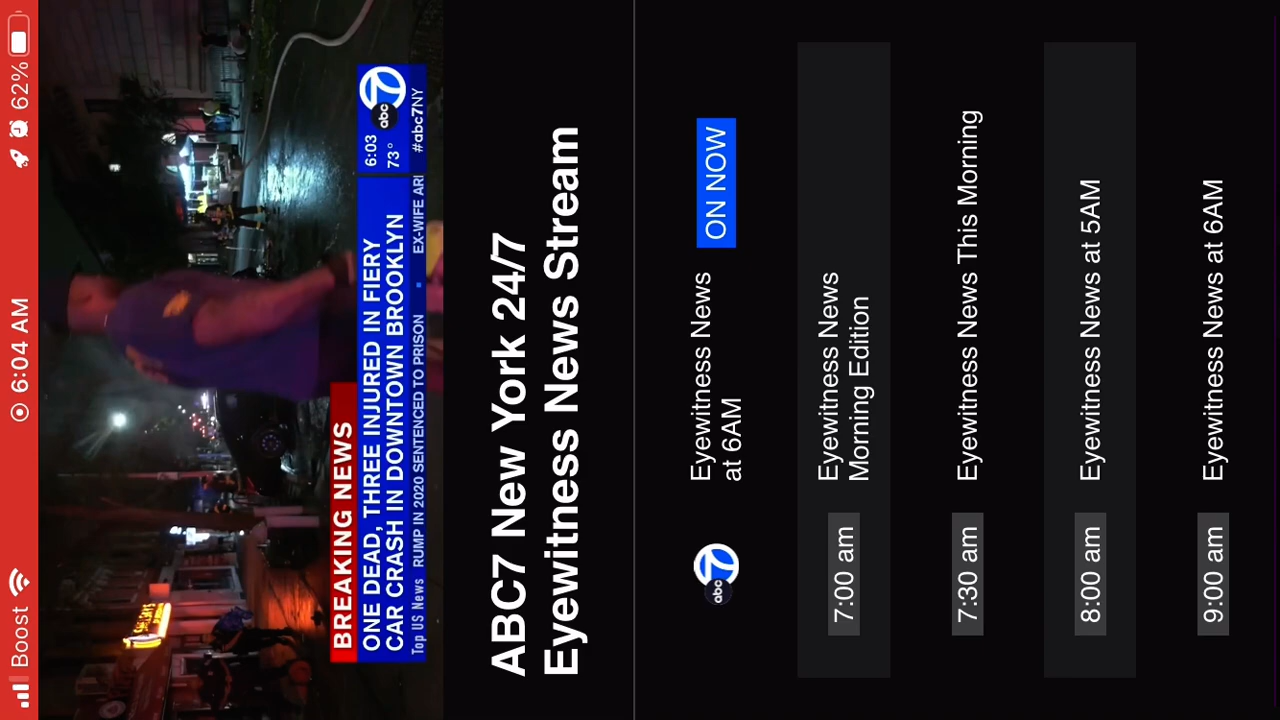 Boost 6:04 AM 62%
BREAKING NEWS
ONE DEAD, THREE INJURED IN FIERY
CAR CRASH IN DOWNTOWN BROOKLYN
6:03
73°
abc 7
Top US News RUMP IN 2020 SENTENCED TO PRISON EX-WIFE ARI
#abc7NY
ABC7 New York 24/7
Eyewitness News Stream
abc 7
Eyewitness News
at 6AM
ON NOW
7:00 am
Eyewitness News
Morning Edition
7:30 am
Eyewitness News This Morning
8:00 am
Eyewitness News at 5AM
9:00 am
Eyewitness News at 6AM